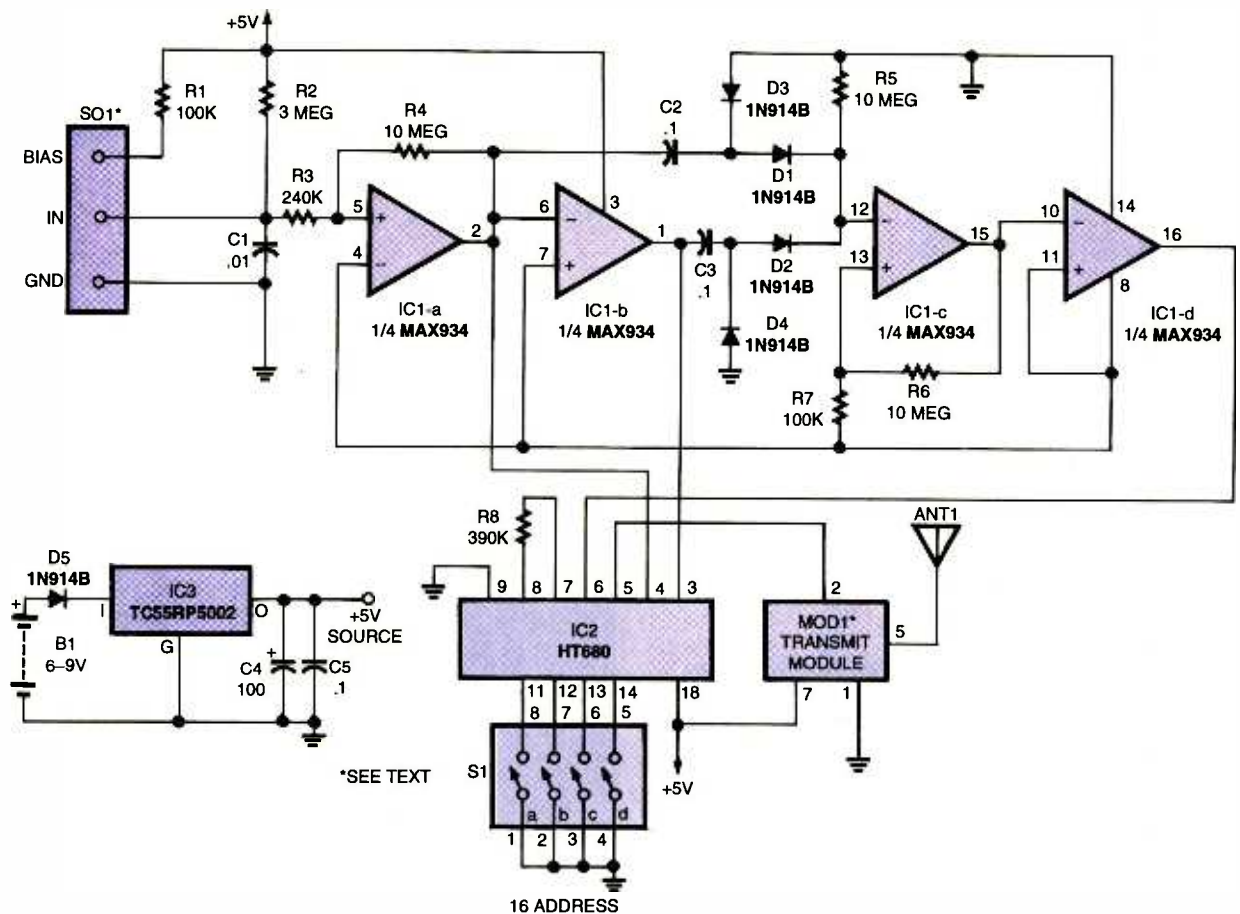 +5V
SO1*
BIAS
IN
GND
R1
100K
R2
3 MEG
R3
240K
C1
.01
R4
10 MEG
5
+
4
−
2
IC1-a
1/4 MAX934
6
−
7
+
3
1
IC1-b
1/4 MAX934
C2
.1
C3
.1
D3
1N914B
D1
1N914B
D2
1N914B
D4
1N914B
R5
10 MEG
12
−
13
+
15
IC1-c
1/4 MAX934
R7
100K
R6
10 MEG
10
−
11
+
14
16
8
IC1-d
1/4 MAX934
D5
1N914B
+
B1
6–9V
I
IC3
TC55RP5002
O
G
+5V
SOURCE
+
C4
100
C5
.1
*SEE TEXT
R8
390K
9 8 7 6 5 4 3
IC2
HT680
11 12 13 14 18
8 7 6 5
S1
a b c d
1 2 3 4
16 ADDRESS
+5V
ANT1
2
MOD1*
TRANSMIT
MODULE
5
7 1